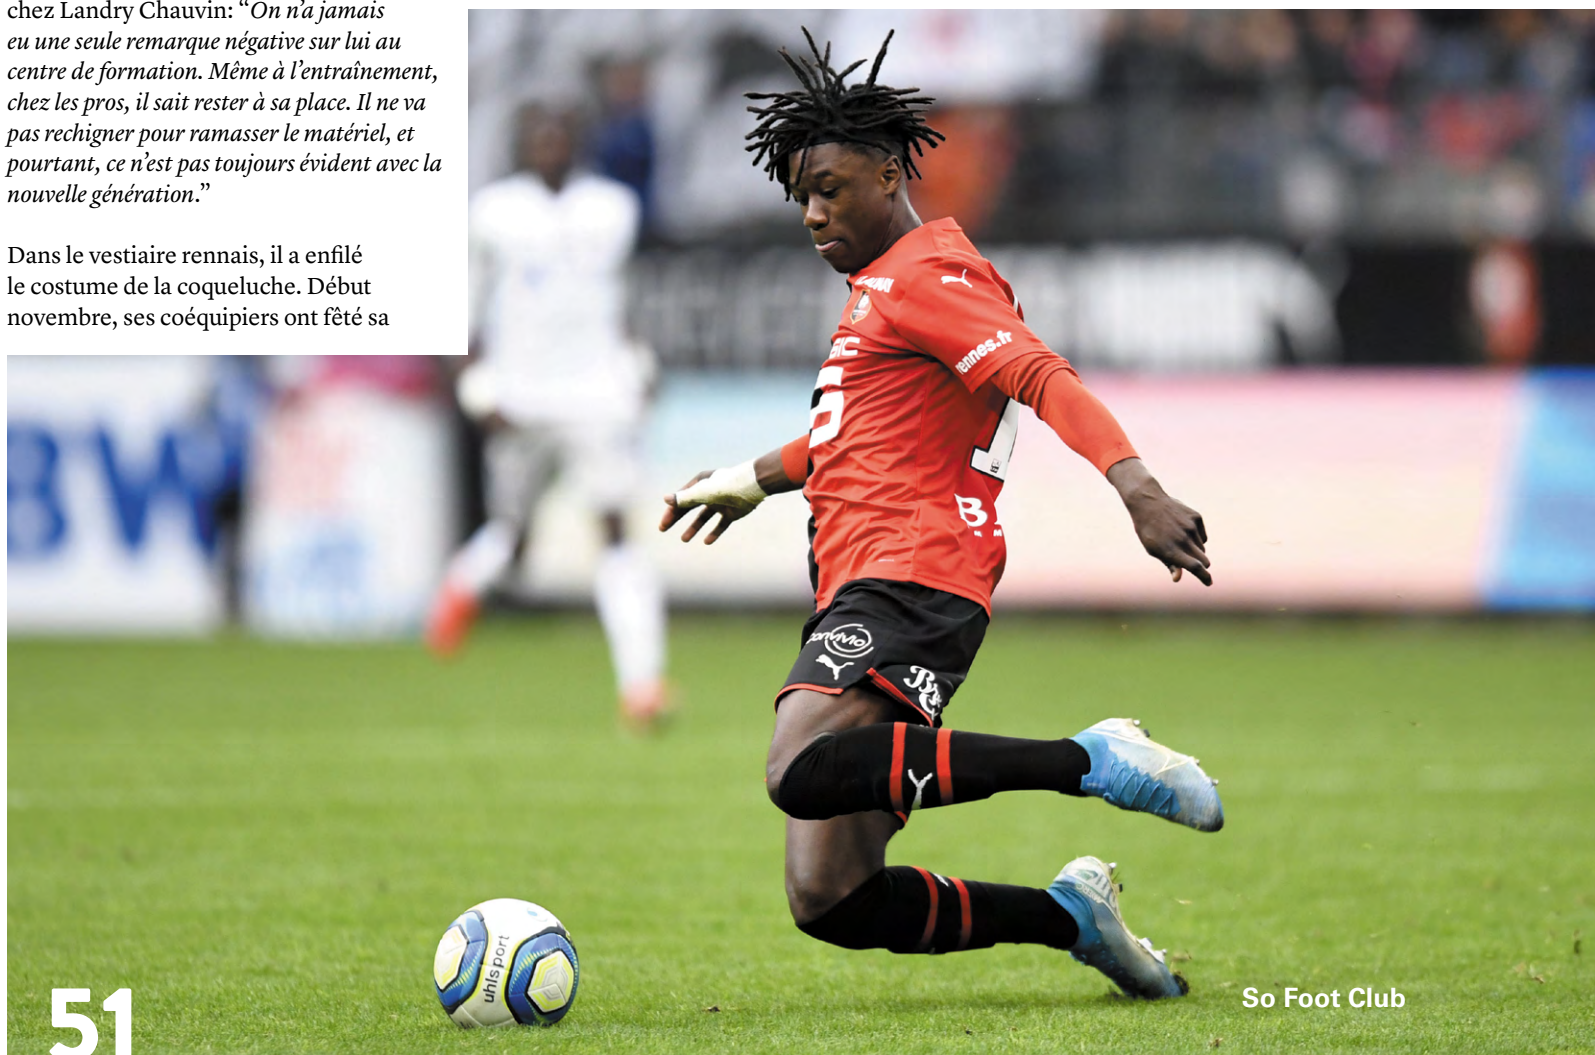 chez Landry Chauvin: “On n’a jamais
eu une seule remarque négative sur lui au
centre de formation. Même à l’entraînement,
chez les pros, il sait rester à sa place. Il ne va
pas rechigner pour ramasser le matériel, et
pourtant, ce n’est pas toujours évident avec la
nouvelle génération.”
Dans le vestiaire rennais, il a enfilé
le costume de la coqueluche. Début
novembre, ses coéquipiers ont fêté sa
rennes.fr
BW
uhlsport
So Foot Club
51